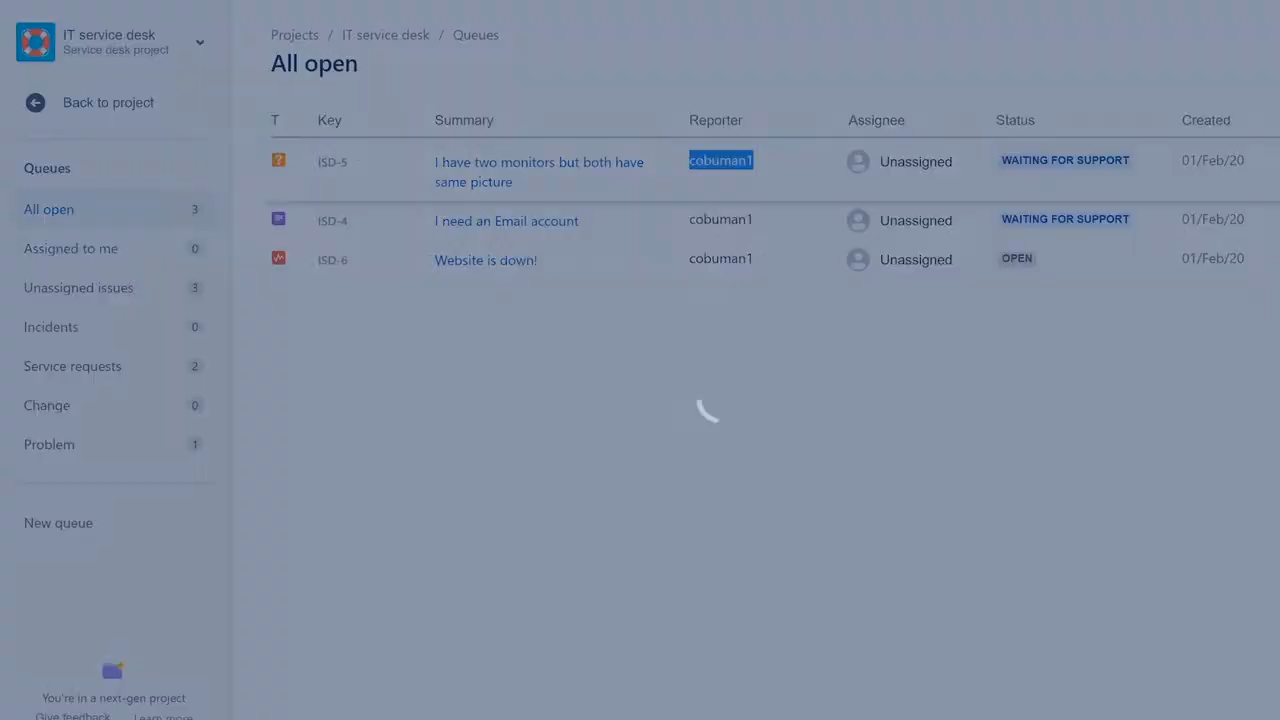 IT service desk
Service desk project
Back to project
Queues
All open 3
Assigned to me 0
Unassigned issues 3
Incidents 0
Service requests 2
Change 0
Problem 1
New queue
You're in a next-gen project
Give feedback Learn more
Projects / IT service desk / Queues
All open
T Key Summary Reporter Assignee Status Created
ISD-5 I have two monitors but both have same picture cobuman1 Unassigned WAITING FOR SUPPORT 01/Feb/20
ISD-4 I need an Email account cobuman1 Unassigned WAITING FOR SUPPORT 01/Feb/20
ISD-6 Website is down! cobuman1 Unassigned OPEN 01/Feb/20